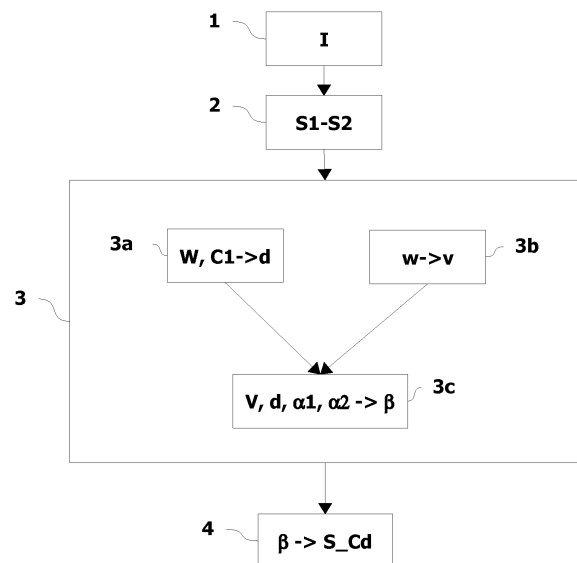 1
I
2
S1-S2
3a
W, C1->d
3b
w->v
3
3c
V, d, α1, α2 -> β
4
β -> S_Cd